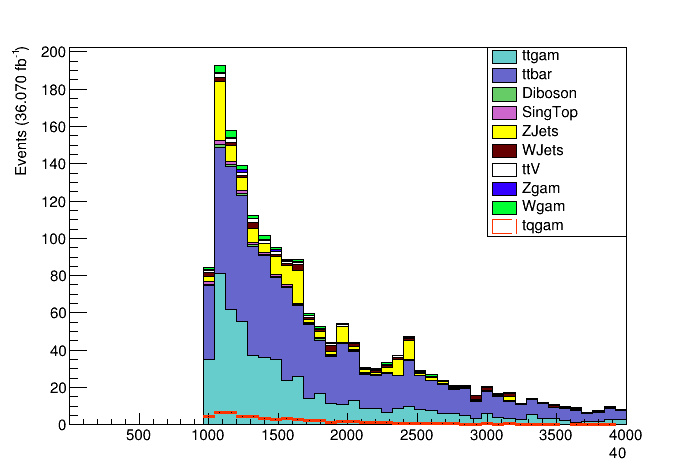 Events (36.070 fb⁻¹)
200
180
160
140
120
100
80
60
40
20
0
ttgam
ttbar
Diboson
SingTop
ZJets
WJets
ttV
Zgam
Wgam
tqgam
500 1000 1500 2000 2500 3000 3500 4000
40